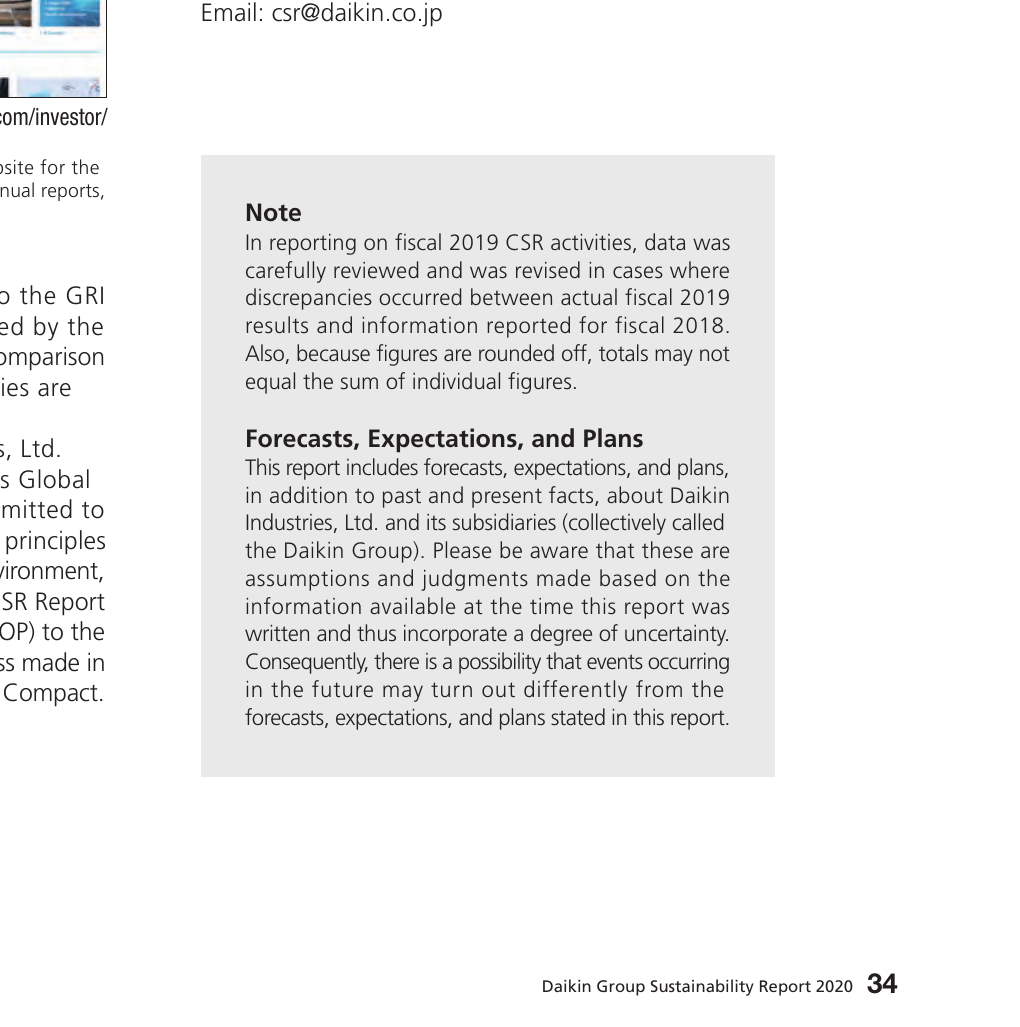 com/investor/
site for the
nual reports,
o the GRI
ed by the
omparison
ies are
s, Ltd.
s Global
mitted to
principles
vironment,
SR Report
OP) to the
ss made in
Compact.
Email: csr@daikin.co.jp
Note
In reporting on fiscal 2019 CSR activities, data was
carefully reviewed and was revised in cases where
discrepancies occurred between actual fiscal 2019
results and information reported for fiscal 2018.
Also, because figures are rounded off, totals may not
equal the sum of individual figures.
Forecasts, Expectations, and Plans
This report includes forecasts, expectations, and plans,
in addition to past and present facts, about Daikin
Industries, Ltd. and its subsidiaries (collectively called
the Daikin Group). Please be aware that these are
assumptions and judgments made based on the
information available at the time this report was
written and thus incorporate a degree of uncertainty.
Consequently, there is a possibility that events occurring
in the future may turn out differently from the
forecasts, expectations, and plans stated in this report.
Daikin Group Sustainability Report 2020 34